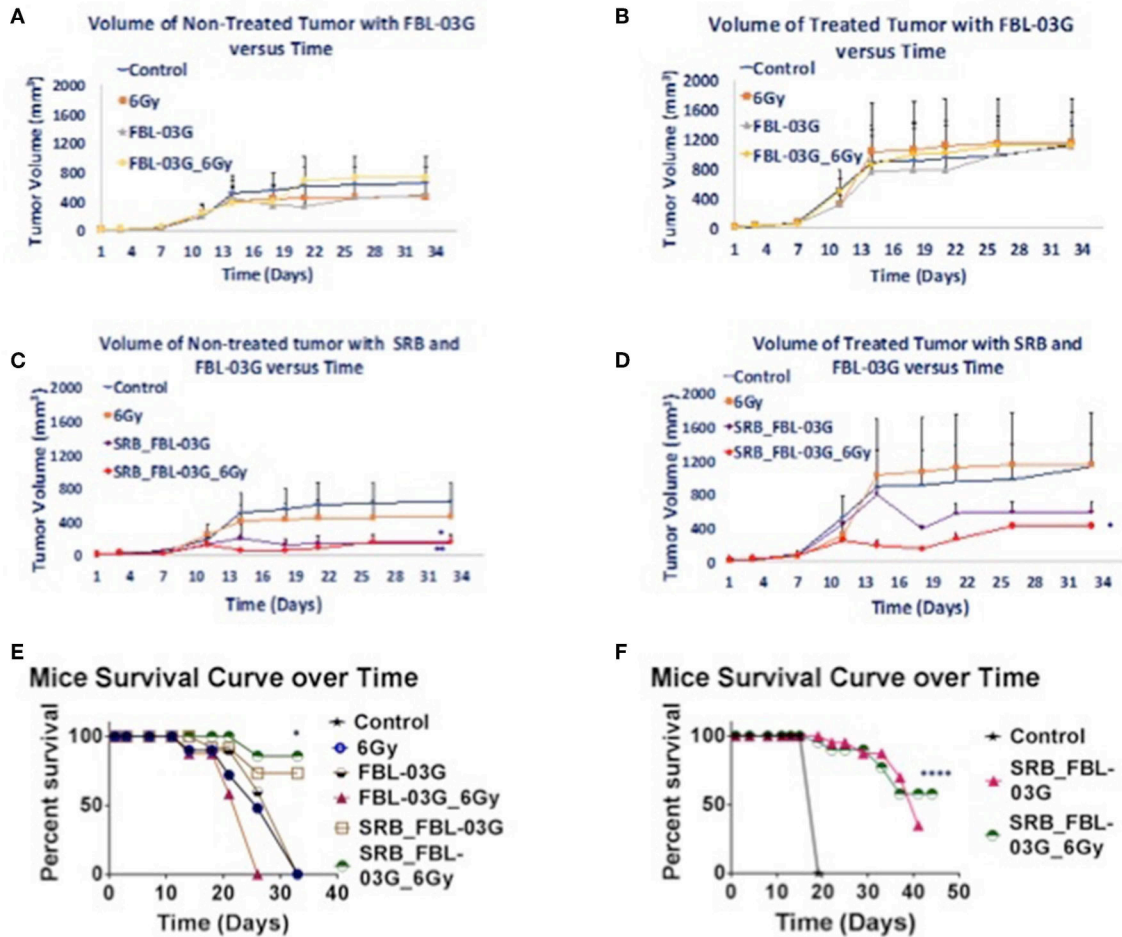 A
Volume of Non-Treated Tumor with FBL-03G
versus Time
Control
6Gy
FBL-03G
FBL-03G_6Gy
Tumor Volume (mm³)
2000
1600
1200
800
400
0
1 4 7 10 13 16 19 22 25 28 31 34
Time (Days)
B
Volume of Treated Tumor with FBL-03G
versus Time
Control
6Gy
FBL-03G
FBL-03G_6Gy
Tumor Volume (mm³)
2000
1600
1200
800
400
0
1 4 7 10 13 16 19 22 25 28 31 34
Time (Days)
C
Volume of Non-treated tumor with SRB and
FBL-03G versus Time
Control
6Gy
SRB_FBL-03G
SRB_FBL-03G_6Gy
Tumor Volume (mm³)
2000
1600
1200
800
400
0
*
**
1 4 7 10 13 16 19 22 25 28 31 34
Time (Days)
D
Volume of Treated Tumor with SRB and
FBL-03G versus Time
Control
6Gy
SRB_FBL-03G
SRB_FBL-03G_6Gy
Tumor Volume (mm³)
2000
1600
1200
800
400
0
*
1 4 7 10 13 16 19 22 25 28 31 34
Time (Days)
E
Mice Survival Curve over Time
Percent survival
100
50
0
*
0 10 20 30 40
Time (Days)
Control
6Gy
FBL-03G
FBL-03G_6Gy
SRB_FBL-03G
SRB_FBL-
03G_6Gy
F
Mice Survival Curve over Time
Percent survival
100
50
0
****
0 10 20 30 40 50
Time (Days)
Control
SRB_FBL-
03G
SRB_FBL-
03G_6Gy